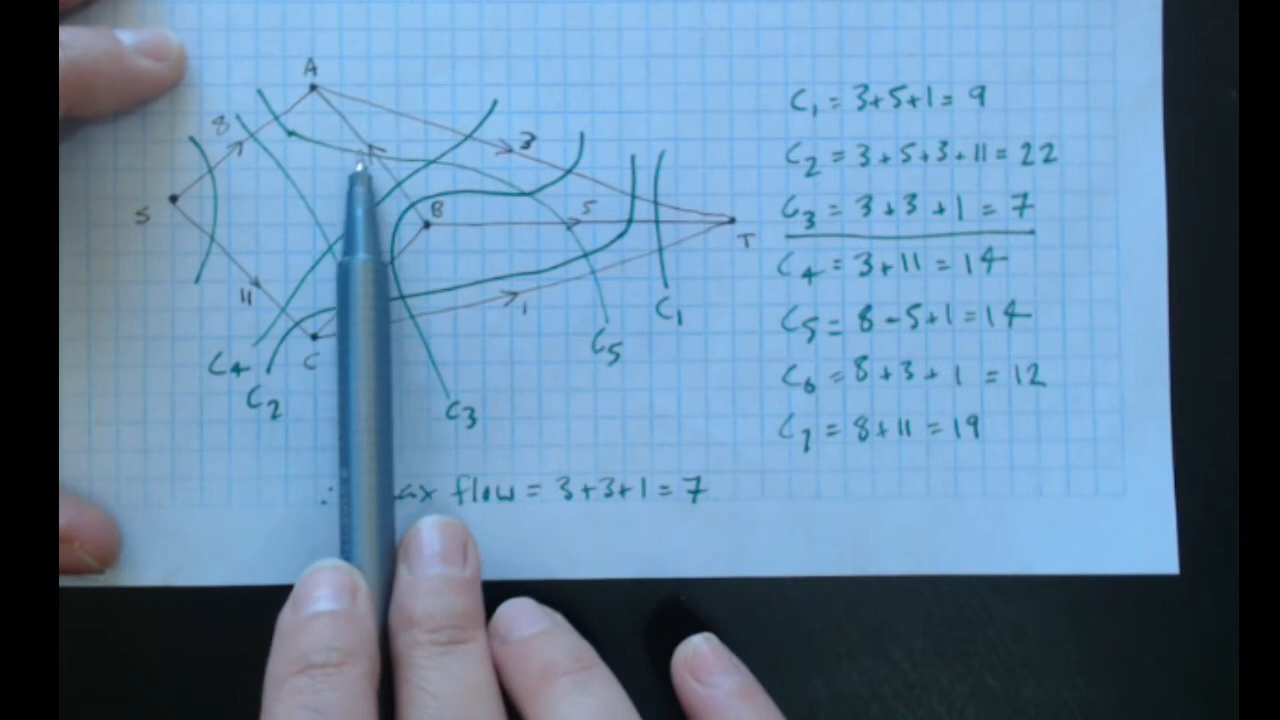 A
8
3
S
B
5
T
11
1
C
C₁
C₅
C₄
C₂
C₃
C₁ = 3+5+1= 9
C₂ = 3+5+3+11= 22
C₃ = 3+3+1 = 7
C₄ = 3+11 = 14
C₅ = 8-5+1 = 14
C₆ = 8+3+1 = 12
C₇ = 8+11 = 19
flow = 3+3+1= 7